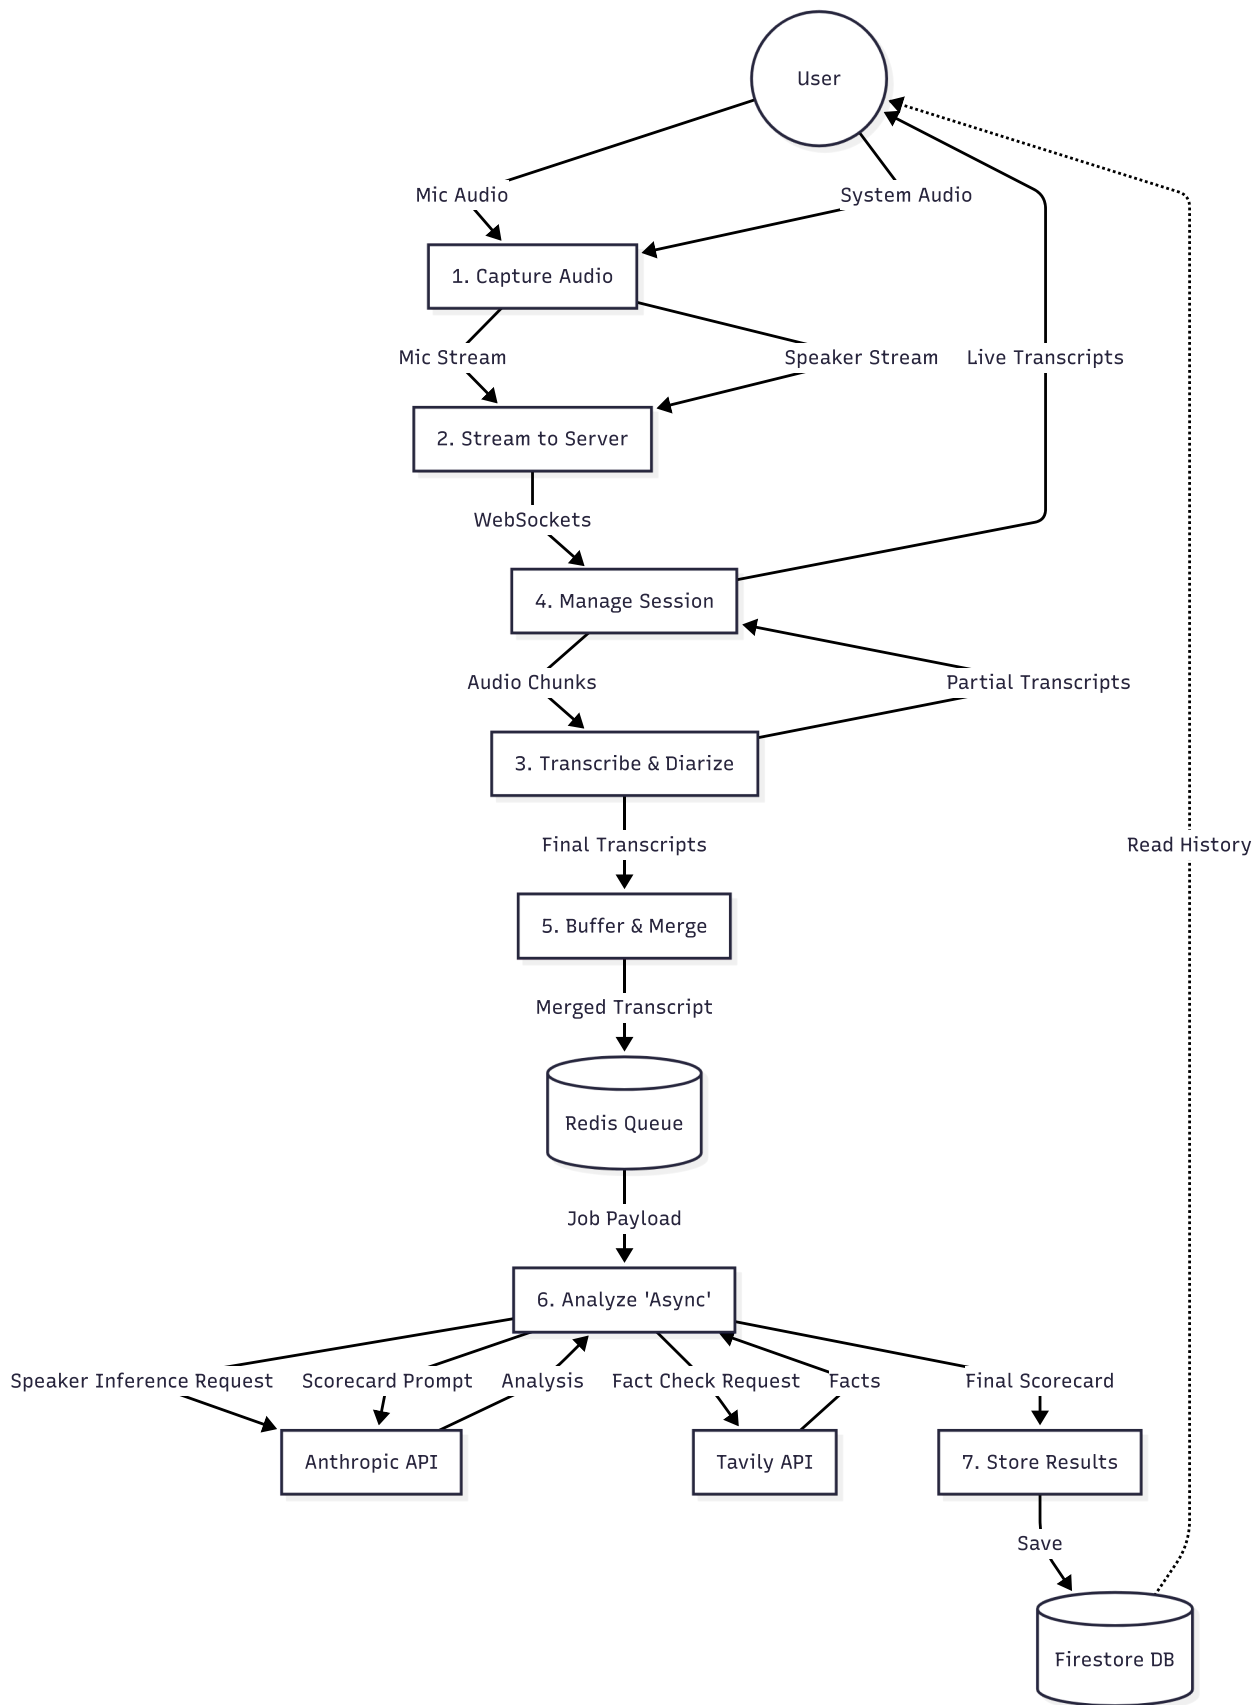 User
Mic Audio
System Audio
1. Capture Audio
Mic Stream
Speaker Stream
Live Transcripts
2. Stream to Server
WebSockets
4. Manage Session
Audio Chunks
Partial Transcripts
3. Transcribe & Diarize
Final Transcripts
Read History
5. Buffer & Merge
Merged Transcript
Redis Queue
Job Payload
6. Analyze 'Async'
Speaker Inference Request
Scorecard Prompt
Analysis
Fact Check Request
Facts
Final Scorecard
Anthropic API
Tavily API
7. Store Results
Save
Firestore DB